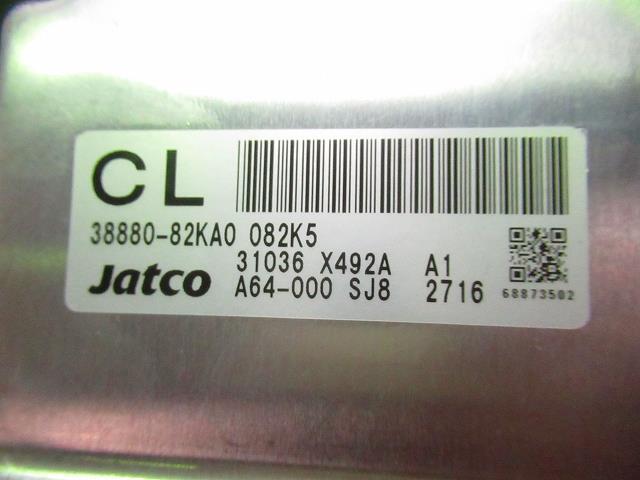 CL
38880-82KA0 082K5
31036 X492A A1
Jatco A64-000 SJ8 2716
68873502